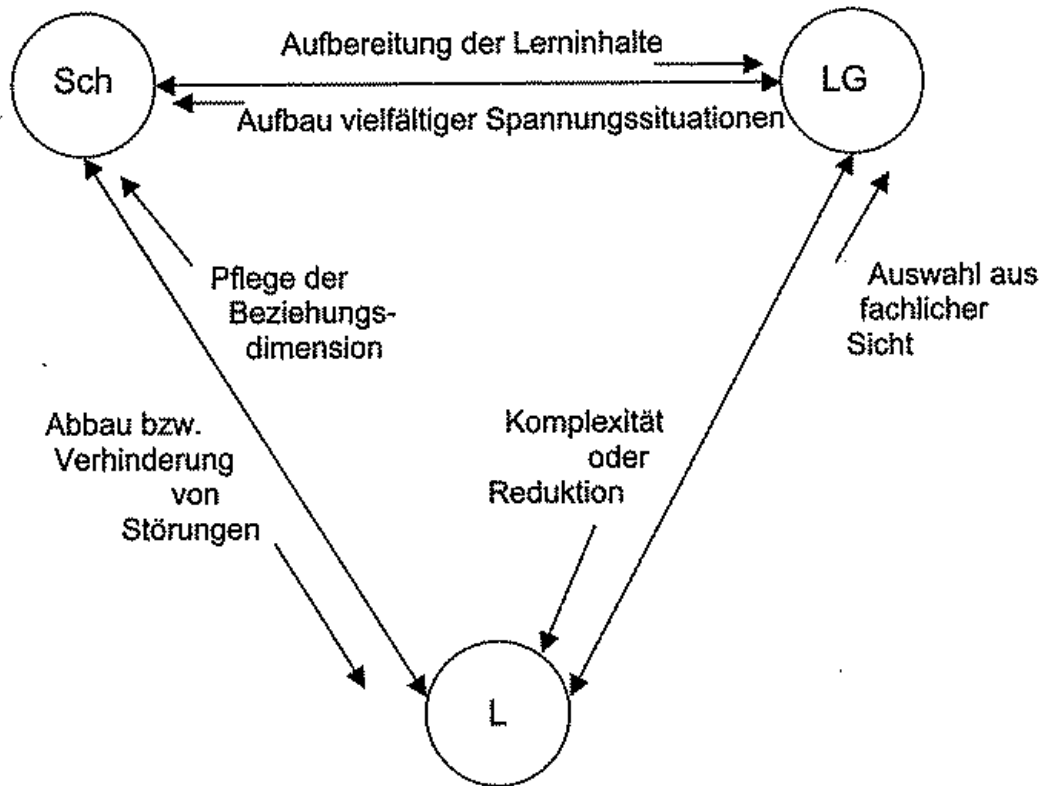 Sch
Aufbereitung der Lerninhalte
LG
Aufbau vielfältiger Spannungssituationen
Pflege der
Beziehungs-
dimension
Auswahl aus
fachlicher
Sicht
Abbau bzw.
Verhinderung
von
Störungen
Komplexität
oder
Reduktion
L